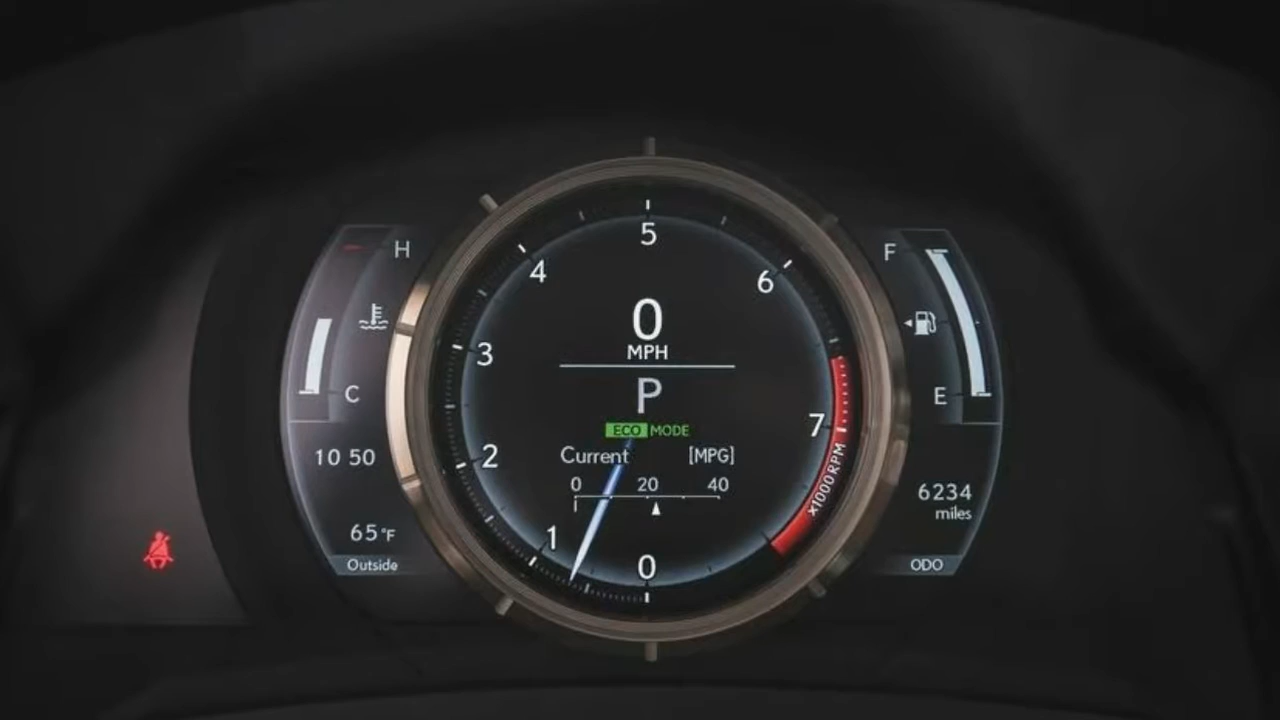 H
C
10 50
65°F
Outside
5
4
6
3
7
2
1
0
x1000RPM
0
MPH
P
ECO MODE
Current [MPG]
0 20 40
F
E
6234
miles
ODO